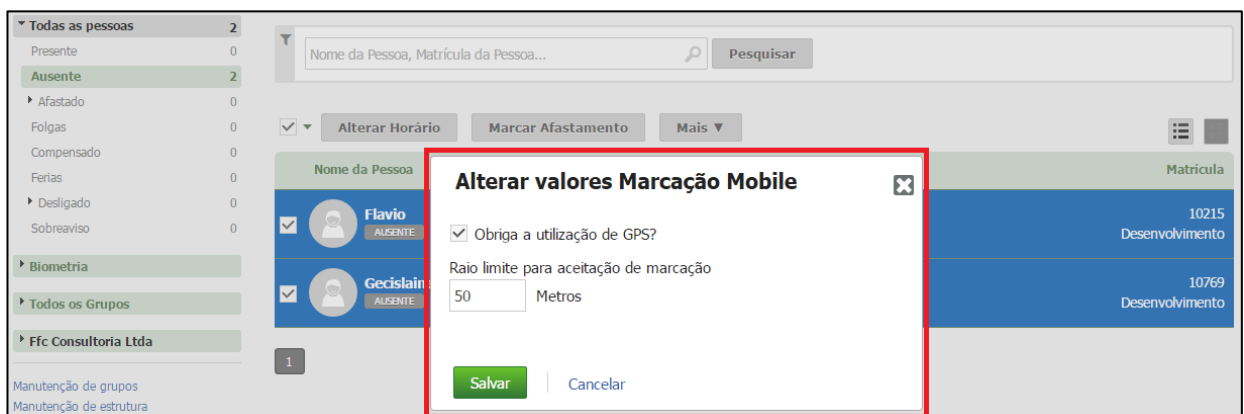 Todas as pessoas 2
Presente 0
Ausente 2
Afastado 0
Folgas 0
Compensado 0
Ferias 0
Desligado 0
Sobreaviso 0
Biometria
Todos os Grupos
Ffc Consultoria Ltda
Manutenção de grupos
Manutenção de estrutura
Nome da Pessoa, Matrícula da Pessoa... Pesquisar
Alterar Horário Marcar Afastamento Mais ▼
Nome da Pessoa Matrícula
Flavio 10215
AUSENTE Desenvolvimento
Gecislain 10769
AUSENTE Desenvolvimento
1
Alterar valores Marcação Mobile
Obriga a utilização de GPS?
Raio limite para aceitação de marcação
50 Metros
Salvar Cancelar